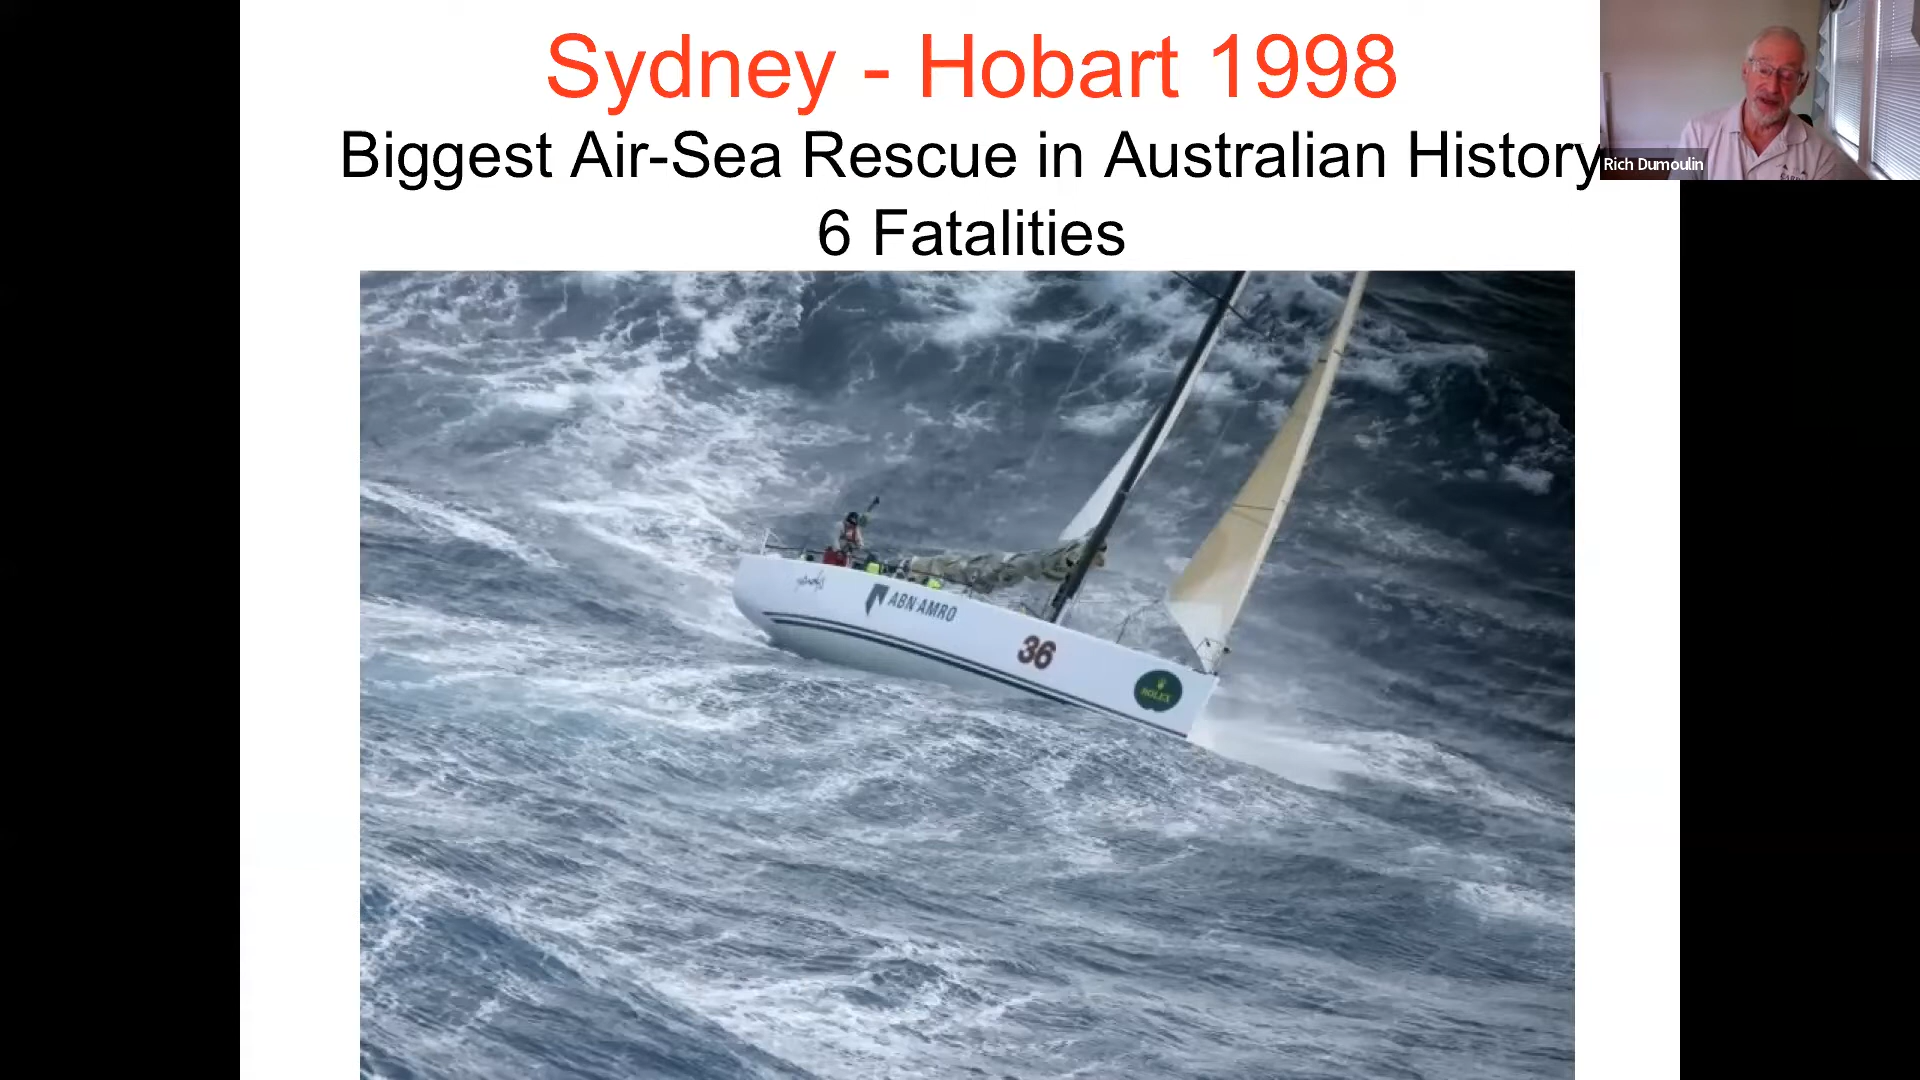 Sydney - Hobart 1998
Biggest Air-Sea Rescue in Australian History
6 Fatalities
Rich Dumoulin
ABN·AMRO
36
ROLEX